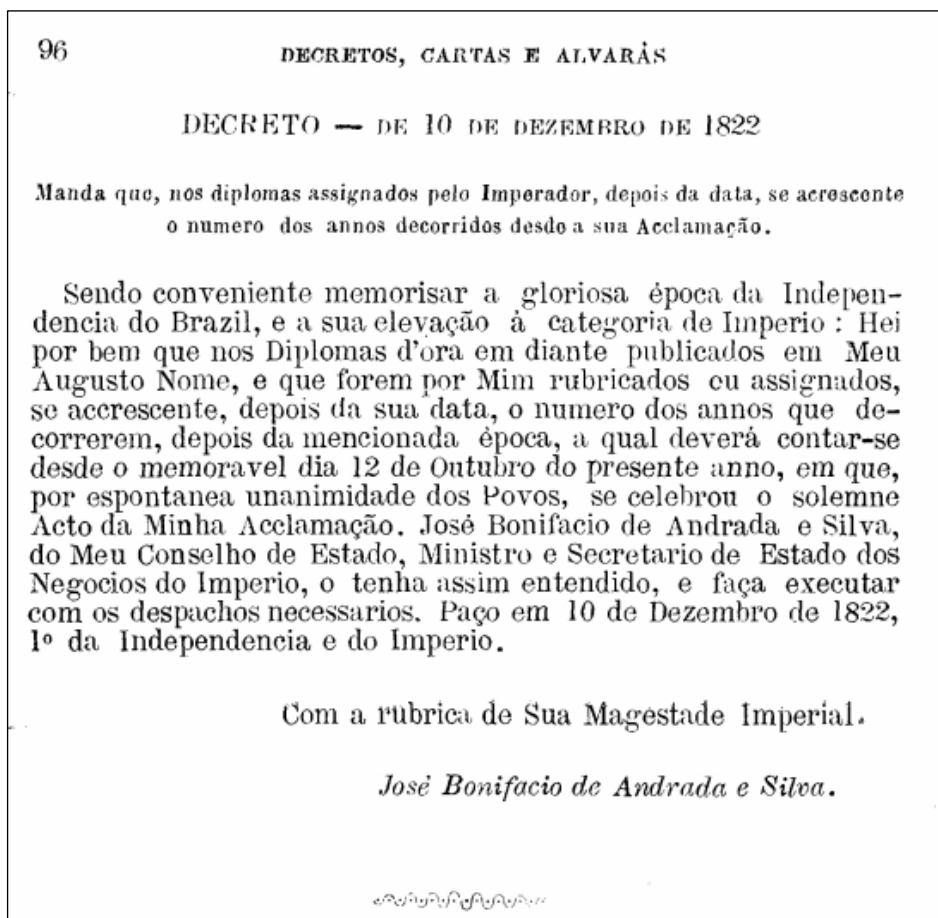 96
DECRETOS, CARTAS E ALVARÁS
DECRETO — DE 10 DE DEZEMBRO DE 1822
Manda que, nos diplomas assignados pelo Imperador, depois da data, se acrescente
o numero dos annos decorridos desde a sua Acclamação.
Sendo conveniente memorisar a gloriosa época da Indepen-
dencia do Brazil, e a sua elevação á categoria de Imperio : Hei
por bem que nos Diplomas d'ora em diante publicados em Meu
Augusto Nome, e que forem por Mim rubricados ou assignados,
se accrescente, depois da sua data, o numero dos annos que de-
correrem, depois da mencionada época, a qual deverá contar-se
desde o memoravel dia 12 de Outubro do presente anno, em que,
por espontanea unanimidade dos Povos, se celebrou o solemne
Acto da Minha Acclamação. José Bonifacio de Andrada e Silva,
do Meu Conselho de Estado, Ministro e Secretario de Estado dos
Negocios do Imperio, o tenha assim entendido, e faça executar
com os despachos necessarios. Paço em 10 de Dezembro de 1822,
1º da Independencia e do Imperio.
Com a rubrica de Sua Magestade Imperial.
José Bonifacio de Andrada e Silva.